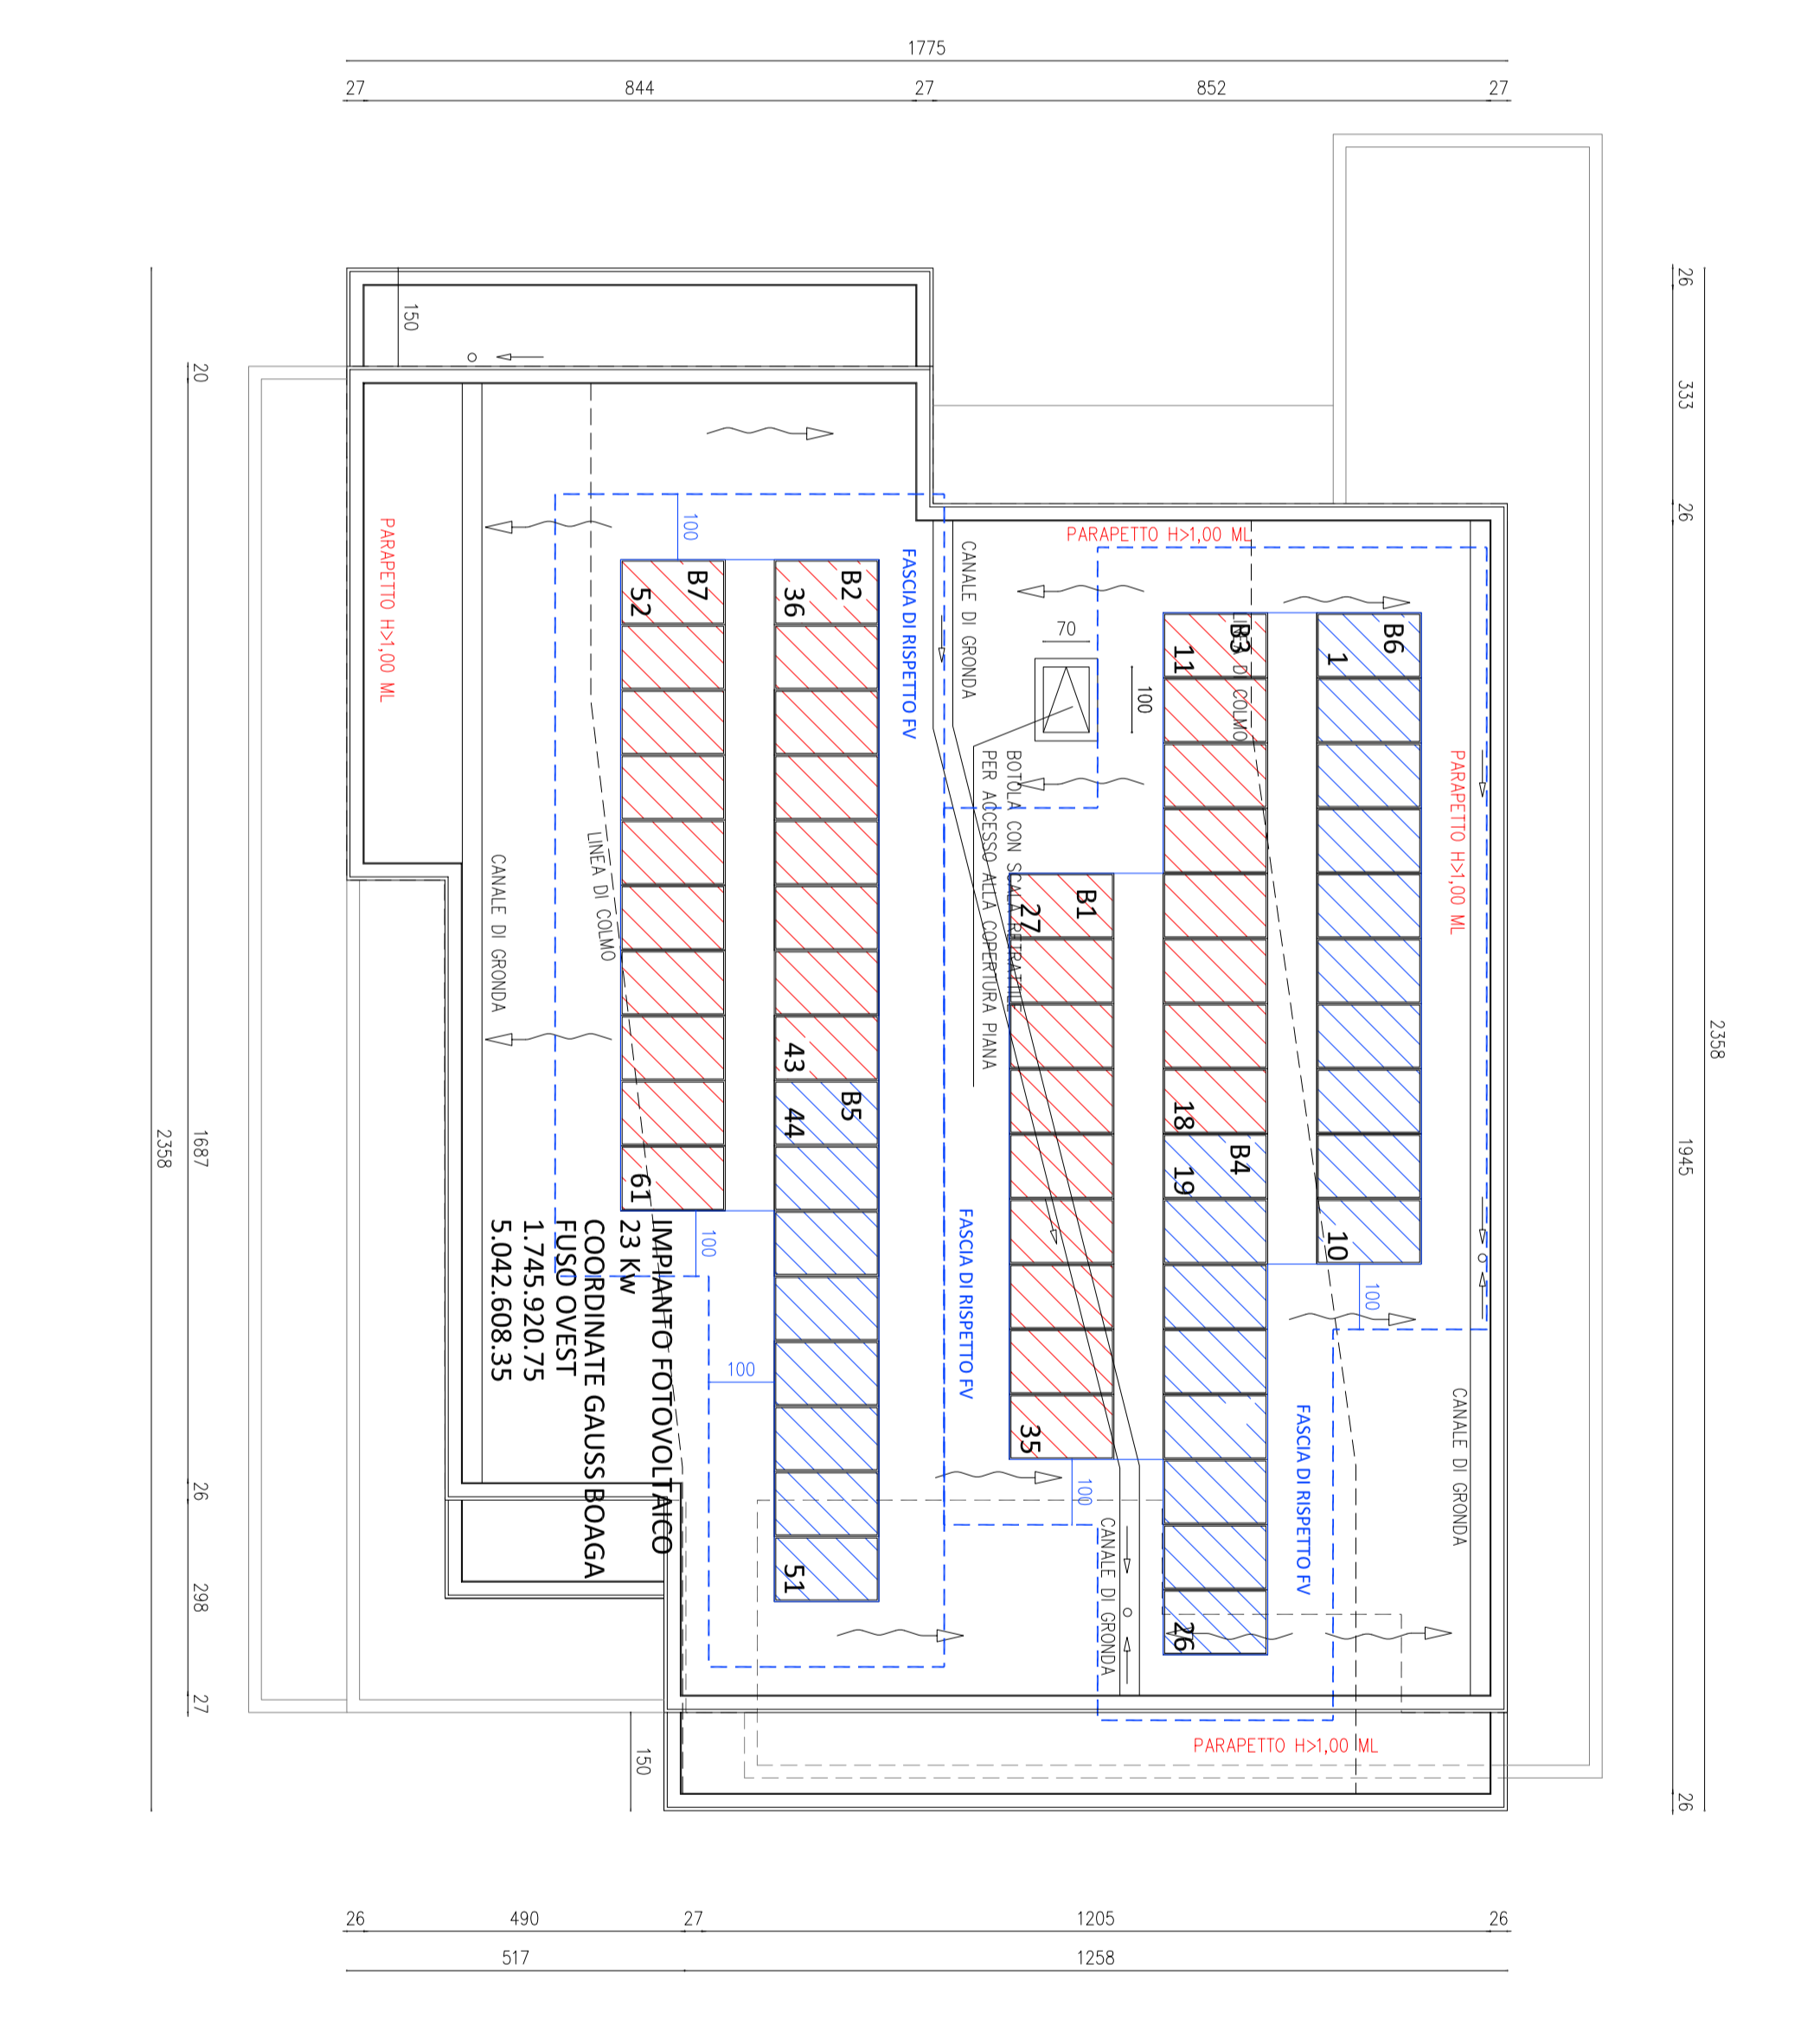 1775
27
844
27
852
27
26
333
26
1945
26
2358
20
1687
26
298
27
2358
150
PARAPETTO H>1,00 ML
PARAPETTO H>1,00 ML
PARAPETTO H>1,00 ML
PARAPETTO H>1,00 ML
100
B7
52
61
B2
36
43
B5
44
51
FASCIA DI RISPETTO FV
CANALE DI GRONDA
70
100
BOTOLA CON SCALA RETRATTILE
PER ACCESSO ALLA COPERTURA PIANA
LINEA DI COLMO
B3
11
18
B4
19
26
B6
1
10
B1
27
35
LINEA DI COLMO
CANALE DI GRONDA
100
100
100
100
FASCIA DI RISPETTO FV
FASCIA DI RISPETTO FV
CANALE DI GRONDA
CANALE DI GRONDA
IMPIANTO FOTOVOLTAICO
23 Kw
COORDINATE GAUSS BOAGA
FUSO OVEST
1.745.920.75
5.042.608.35
150
26
490
27
1205
26
517
1258